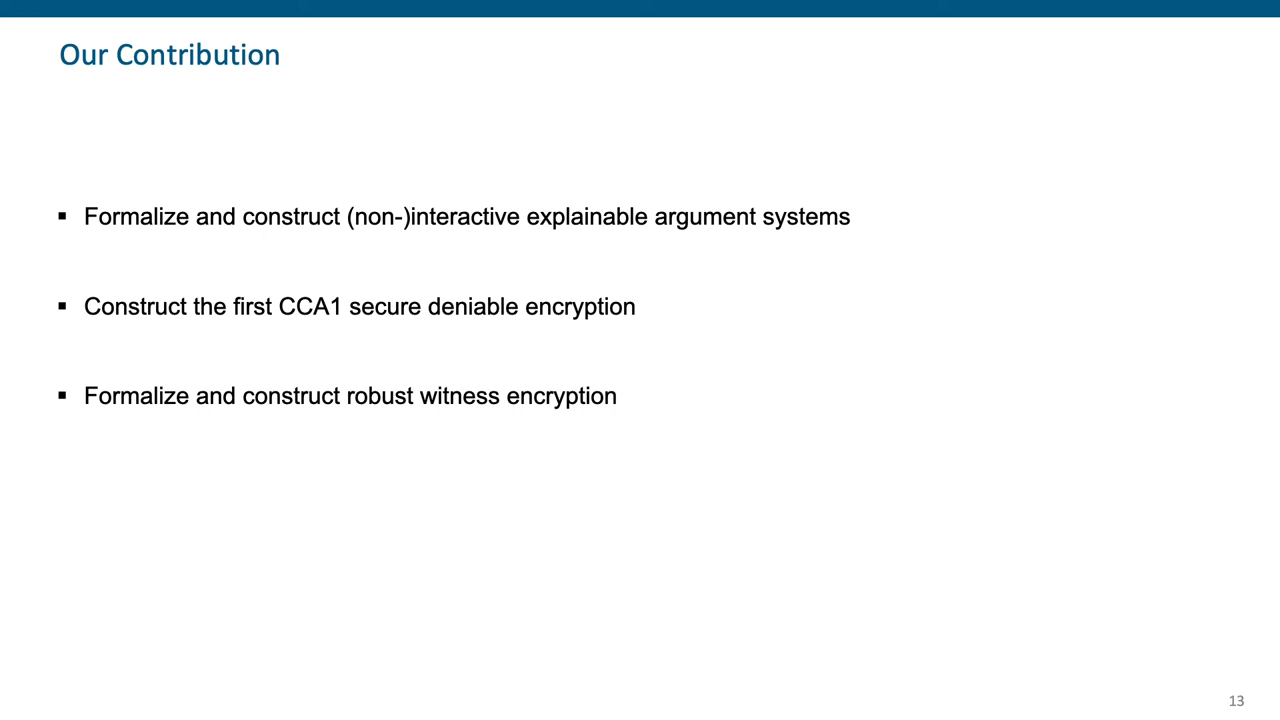 Our Contribution
▪ Formalize and construct (non-)interactive explainable argument systems
▪ Construct the first CCA1 secure deniable encryption
▪ Formalize and construct robust witness encryption
13